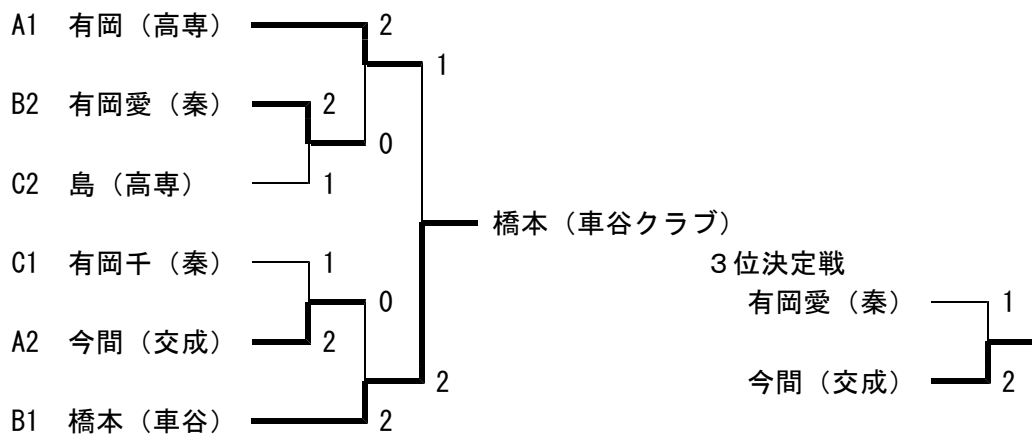 A1 有岡（高専） 2
1
B2 有岡愛（秦） 2
0
C2 島（高専） 1
橋本（車谷クラブ）
C1 有岡千（秦） 1
0
A2 今間（交成） 2
2
B1 橋本（車谷） 2
３位決定戦
有岡愛（秦） 1
今間（交成） 2